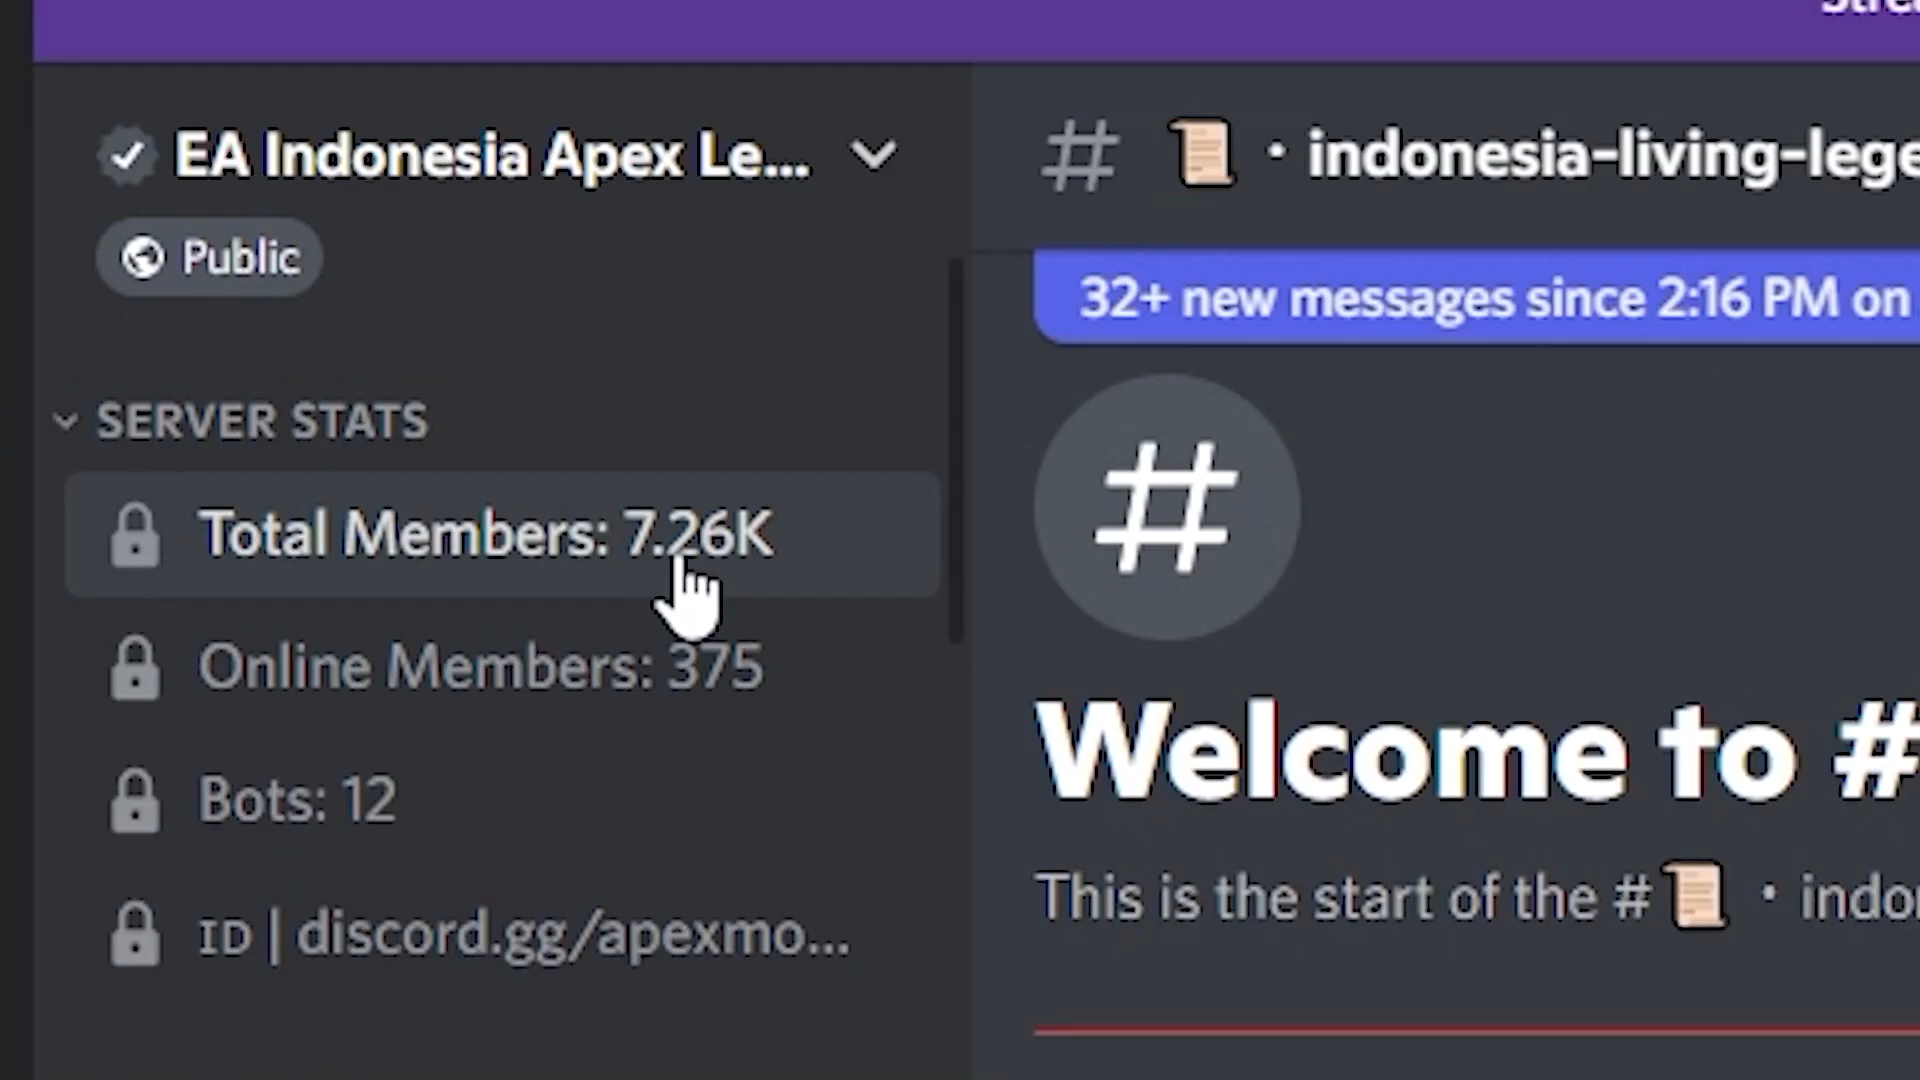 EA Indonesia Apex Le...
Public
SERVER STATS
Total Members: 7.26K
Online Members: 375
Bots: 12
ID | discord.gg/apexmo...
# 📜 • indonesia-living-lege
32+ new messages since 2:16 PM on
#
Welcome to #
This is the start of the # 📜 • indo